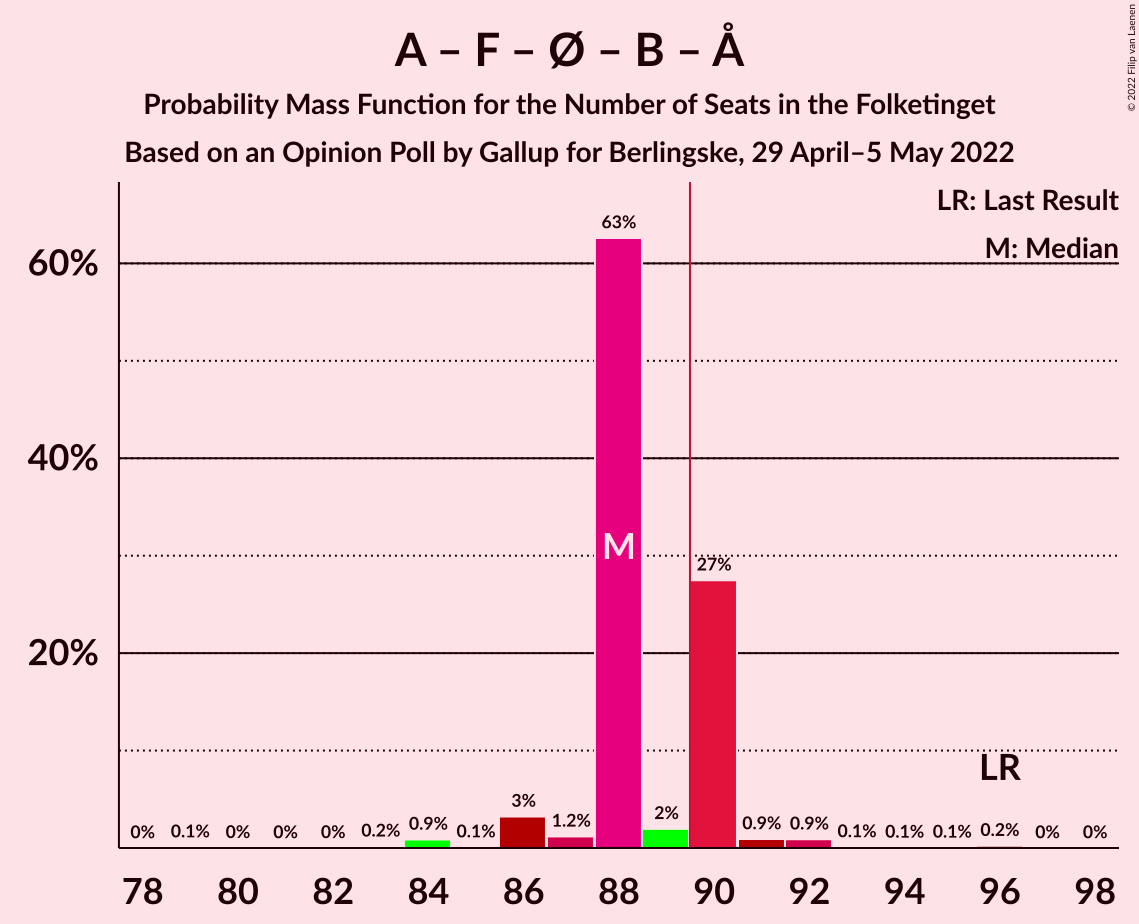 A – F – Ø – B – Å
Probability Mass Function for the Number of Seats in the Folketinget
Based on an Opinion Poll by Gallup for Berlingske, 29 April–5 May 2022
© 2022 Filip van Laenen
LR: Last Result
M: Median
60%
40%
20%
63%
M
27%
LR
0% 0.1% 0% 0% 0% 0.2% 0.9% 0.1% 3% 1.2% 2% 0.9% 0.9% 0.1% 0.1% 0.1% 0.2% 0% 0%
78 80 82 84 86 88 90 92 94 96 98